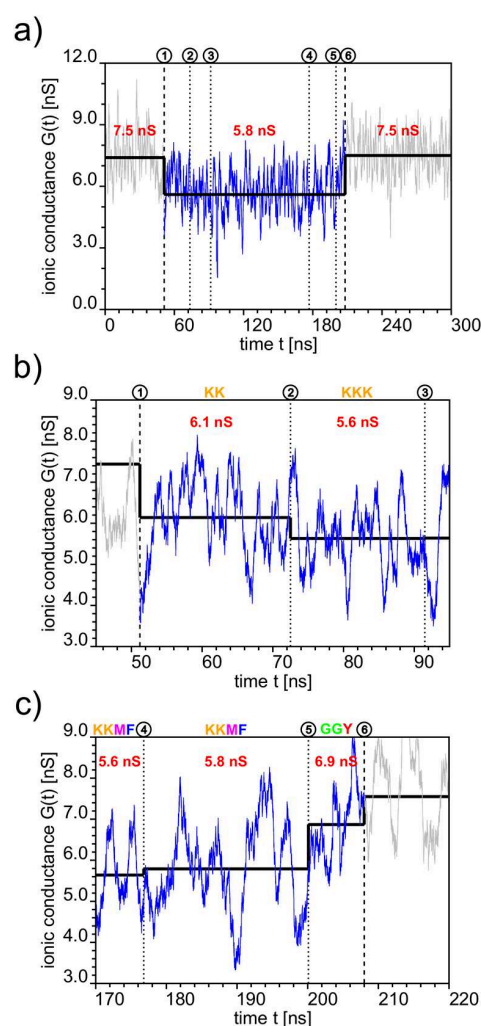 a)
① ② ③ ④ ⑤ ⑥
ionic conductance G(t) [nS]
12.0
9.0
6.0
3.0
0.0
7.5 nS 5.8 nS 7.5 nS
0 60 120 180 240 300
time t [ns]
b)
KK KKK
① ② ③
ionic conductance G(t) [nS]
9.0
8.0
7.0
6.0
5.0
4.0
3.0
6.1 nS 5.6 nS
50 60 70 80 90
time t [ns]
c)
KKMF ④ KKMF ⑤ GGY ⑥
ionic conductance G(t) [nS]
9.0
8.0
7.0
6.0
5.0
4.0
3.0
5.6 nS 5.8 nS 6.9 nS
170 180 190 200 210 220
time t [ns]